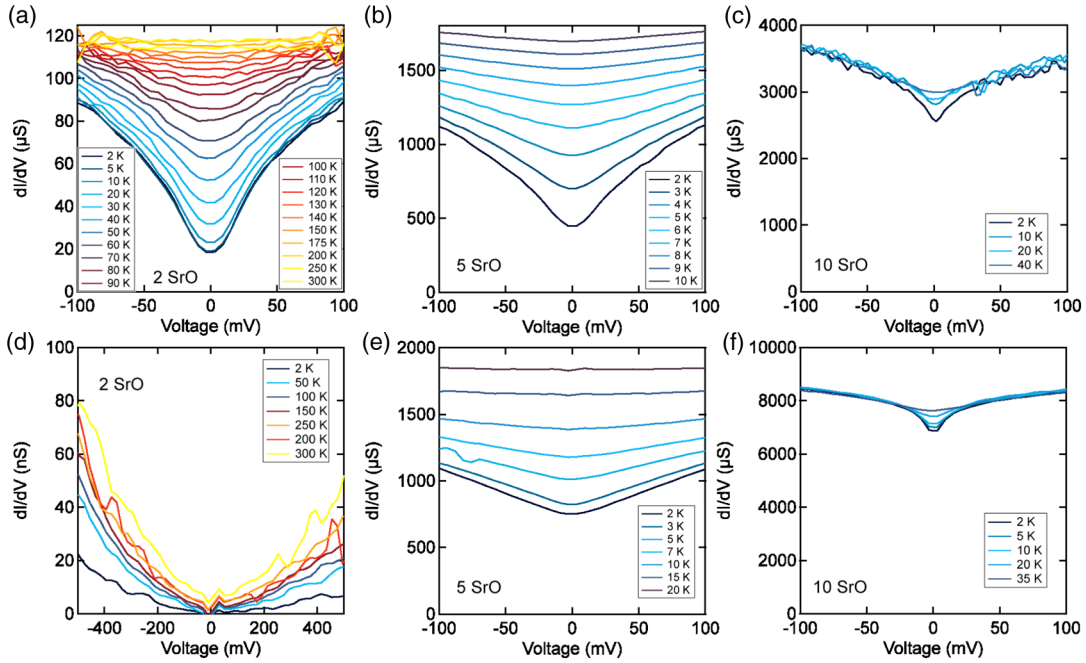 (a)
dI/dV (µS)
120
100
80
60
40
20
0
2 K
5 K
10 K
20 K
30 K
40 K
50 K
60 K
70 K
80 K
90 K
100 K
110 K
120 K
130 K
140 K
150 K
175 K
200 K
250 K
300 K
2 SrO
-100
-50
0
50
100
Voltage (mV)
(b)
dI/dV (µS)
1500
1000
500
0
2 K
3 K
4 K
5 K
6 K
7 K
8 K
9 K
10 K
5 SrO
-100
-50
0
50
100
Voltage (mV)
(c)
dI/dV (µS)
4000
3000
2000
1000
0
2 K
10 K
20 K
40 K
10 SrO
-100
-50
0
50
100
Voltage (mV)
(d)
dI/dV (nS)
100
80
60
40
20
0
2 SrO
2 K
50 K
100 K
150 K
250 K
200 K
300 K
-400
-200
0
200
400
Voltage (mV)
(e)
dI/dV (µS)
2000
1500
1000
500
0
2 K
3 K
5 K
7 K
10 K
15 K
20 K
5 SrO
-100
-50
0
50
100
Voltage (mV)
(f)
dI/dV (µS)
10000
8000
6000
4000
2000
0
2 K
5 K
10 K
20 K
35 K
10 SrO
-100
-50
0
50
100
Voltage (mV)